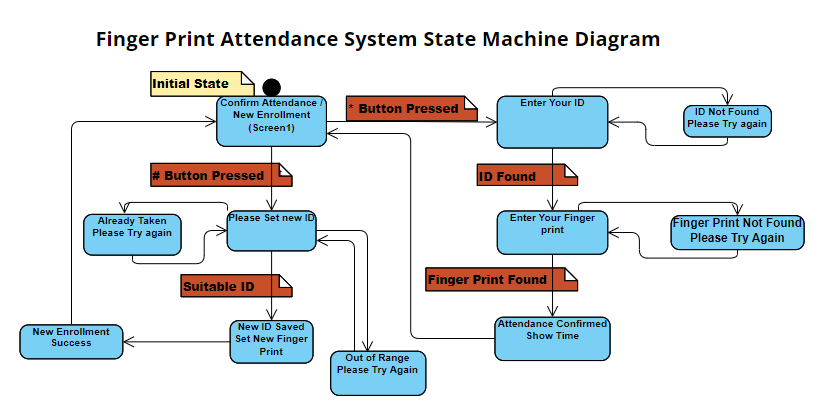 Finger Print Attendance System State Machine Diagram
Initial State
Confirm Attendance /
New Enrollment
(Screen1)
* Button Pressed
Enter Your ID
ID Not Found
Please Try again
# Button Pressed
ID Found
Already Taken
Please Try again
Please Set new ID
Enter Your Finger
print
Finger Print Not Found
Please Try Again
Suitable ID
Finger Print Found
New Enrollment
Success
New ID Saved
Set New Finger
Print
Out of Range
Please Try Again
Attendance Confirmed
Show Time